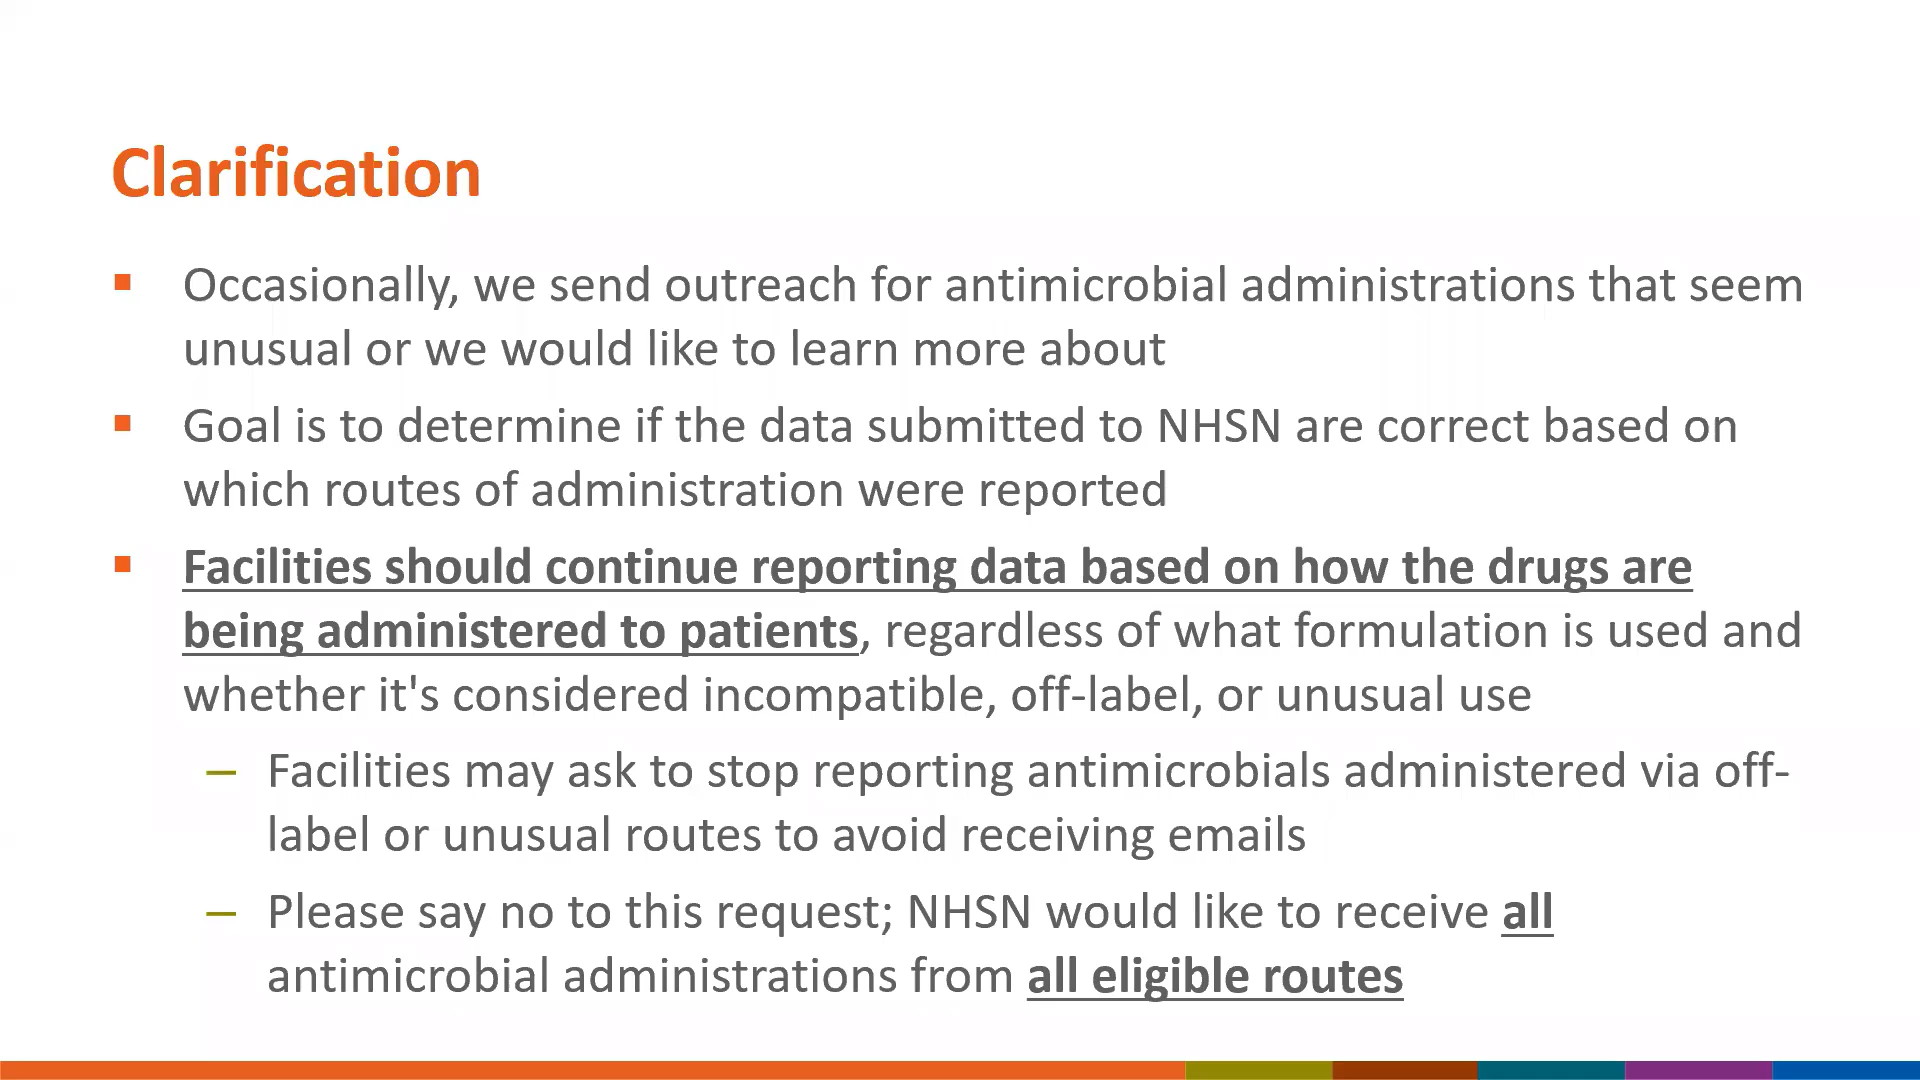 Clarification
▪ Occasionally, we send outreach for antimicrobial administrations that seem
unusual or we would like to learn more about
▪ Goal is to determine if the data submitted to NHSN are correct based on
which routes of administration were reported
▪ Facilities should continue reporting data based on how the drugs are
being administered to patients, regardless of what formulation is used and
whether it's considered incompatible, off-label, or unusual use
– Facilities may ask to stop reporting antimicrobials administered via off-
label or unusual routes to avoid receiving emails
– Please say no to this request; NHSN would like to receive all
antimicrobial administrations from all eligible routes